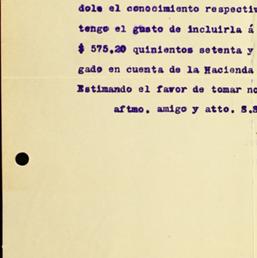 dole el conocimiento respectiv
tengo el gusto de incluirla á
$ 575,20 quinientos setenta y
gado en cuenta de la Hacienda
Estimando el favor de tomar no
aftmo. amigo y atto. S.S